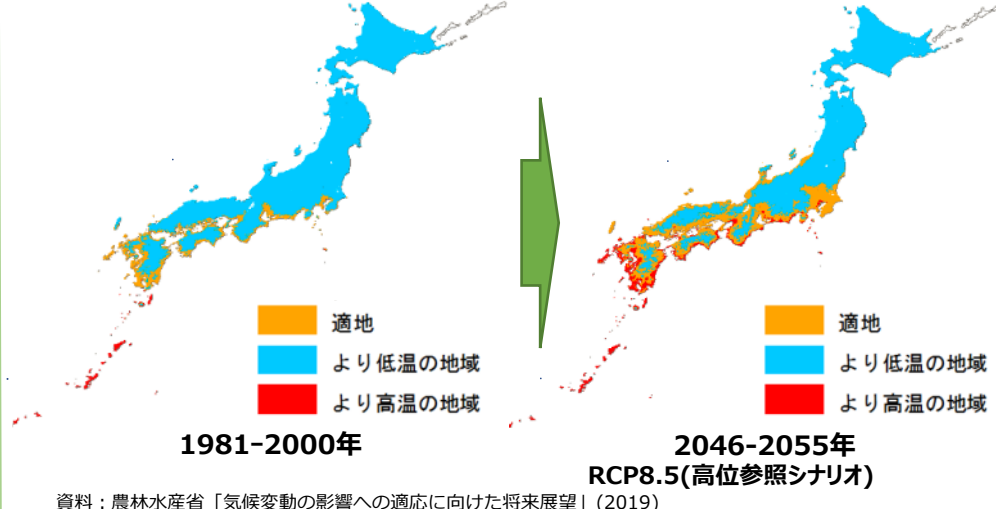 適地
より低温の地域
より高温の地域
1981-2000年
適地
より低温の地域
より高温の地域
2046-2055年
RCP8.5(高位参照シナリオ)
資料：農林水産省「気候変動の影響への適応に向けた将来展望」(2019)